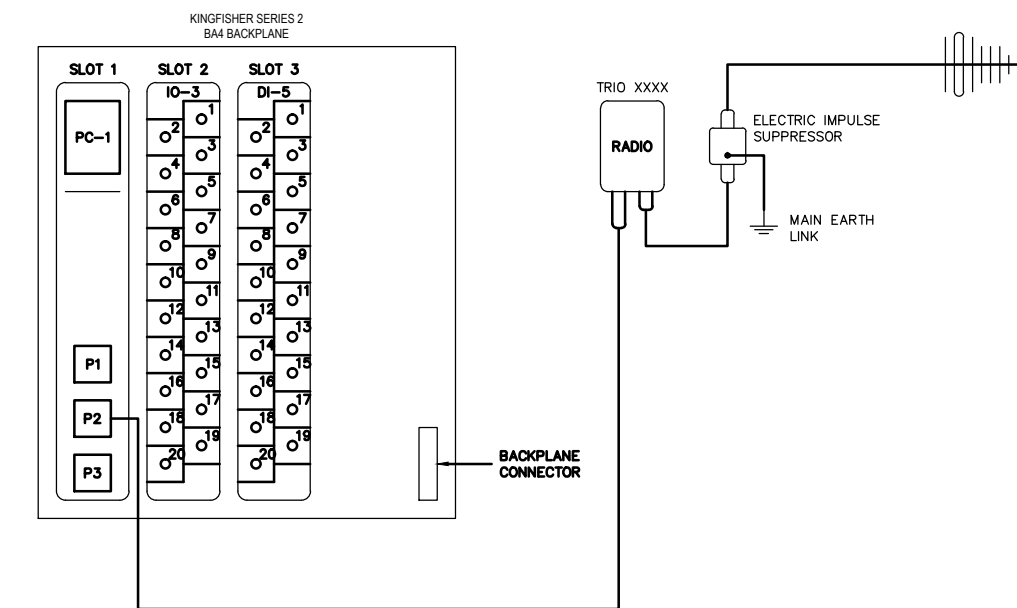 KINGFISHER SERIES 2
BA4 BACKPLANE
SLOT 1
SLOT 2
SLOT 3
IO-3
DI-5
PC-1
1
2
3
4
5
6
7
8
9
10
11
12
13
14
15
16
17
18
19
20
1
2
3
4
5
6
7
8
9
10
11
12
13
14
15
16
17
18
19
20
P1
P2
P3
BACKPLANE
CONNECTOR
TRIO XXXX
RADIO
ELECTRIC IMPULSE
SUPPRESSOR
MAIN EARTH
LINK